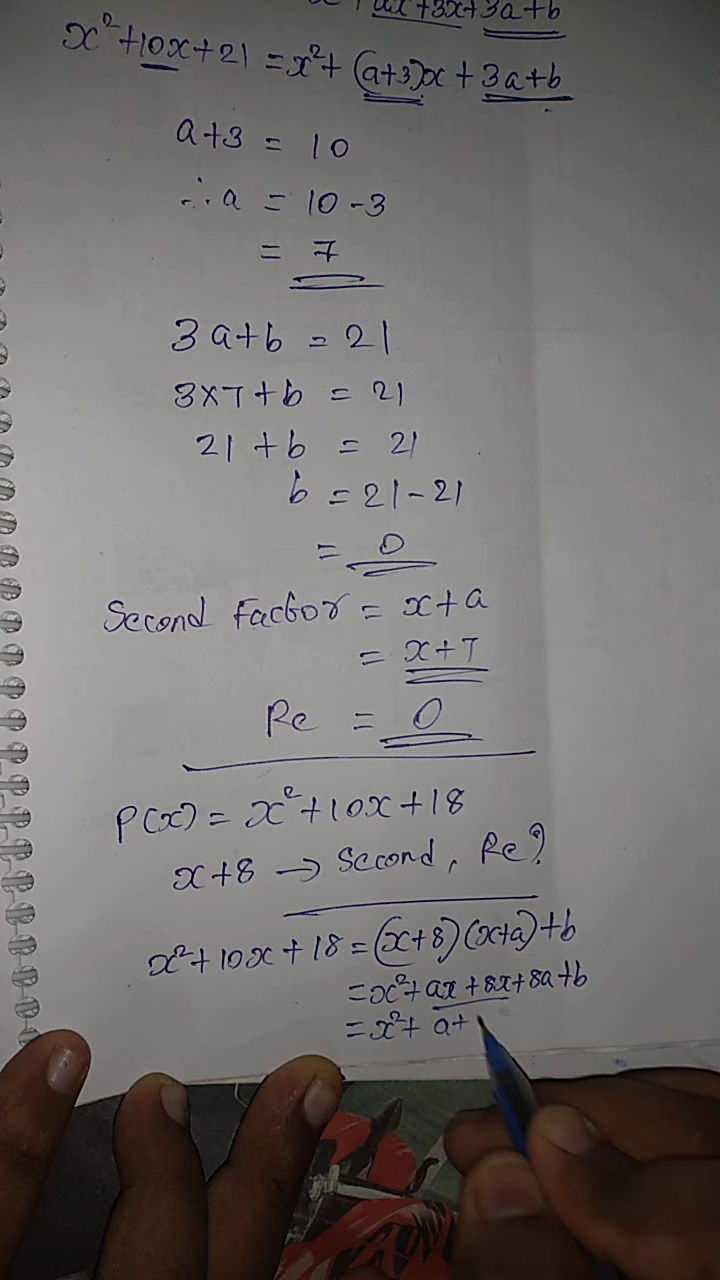 ax+3x+3a+b
x²+10x+21 = x²+(a+3)x+3a+b
a+3 = 10
∴a = 10-3
= 7
3a+b = 21
3x7+b = 21
21+b = 21
b = 21-21
= 0
Second Factor = x+a
= x+7
Re = 0
P(x) = x²+10x+18
x+8 → Second, Re?
x²+10x+18 = (x+8)(x+a)+b
= x²+ax+8x+8a+b
= x²+ a+